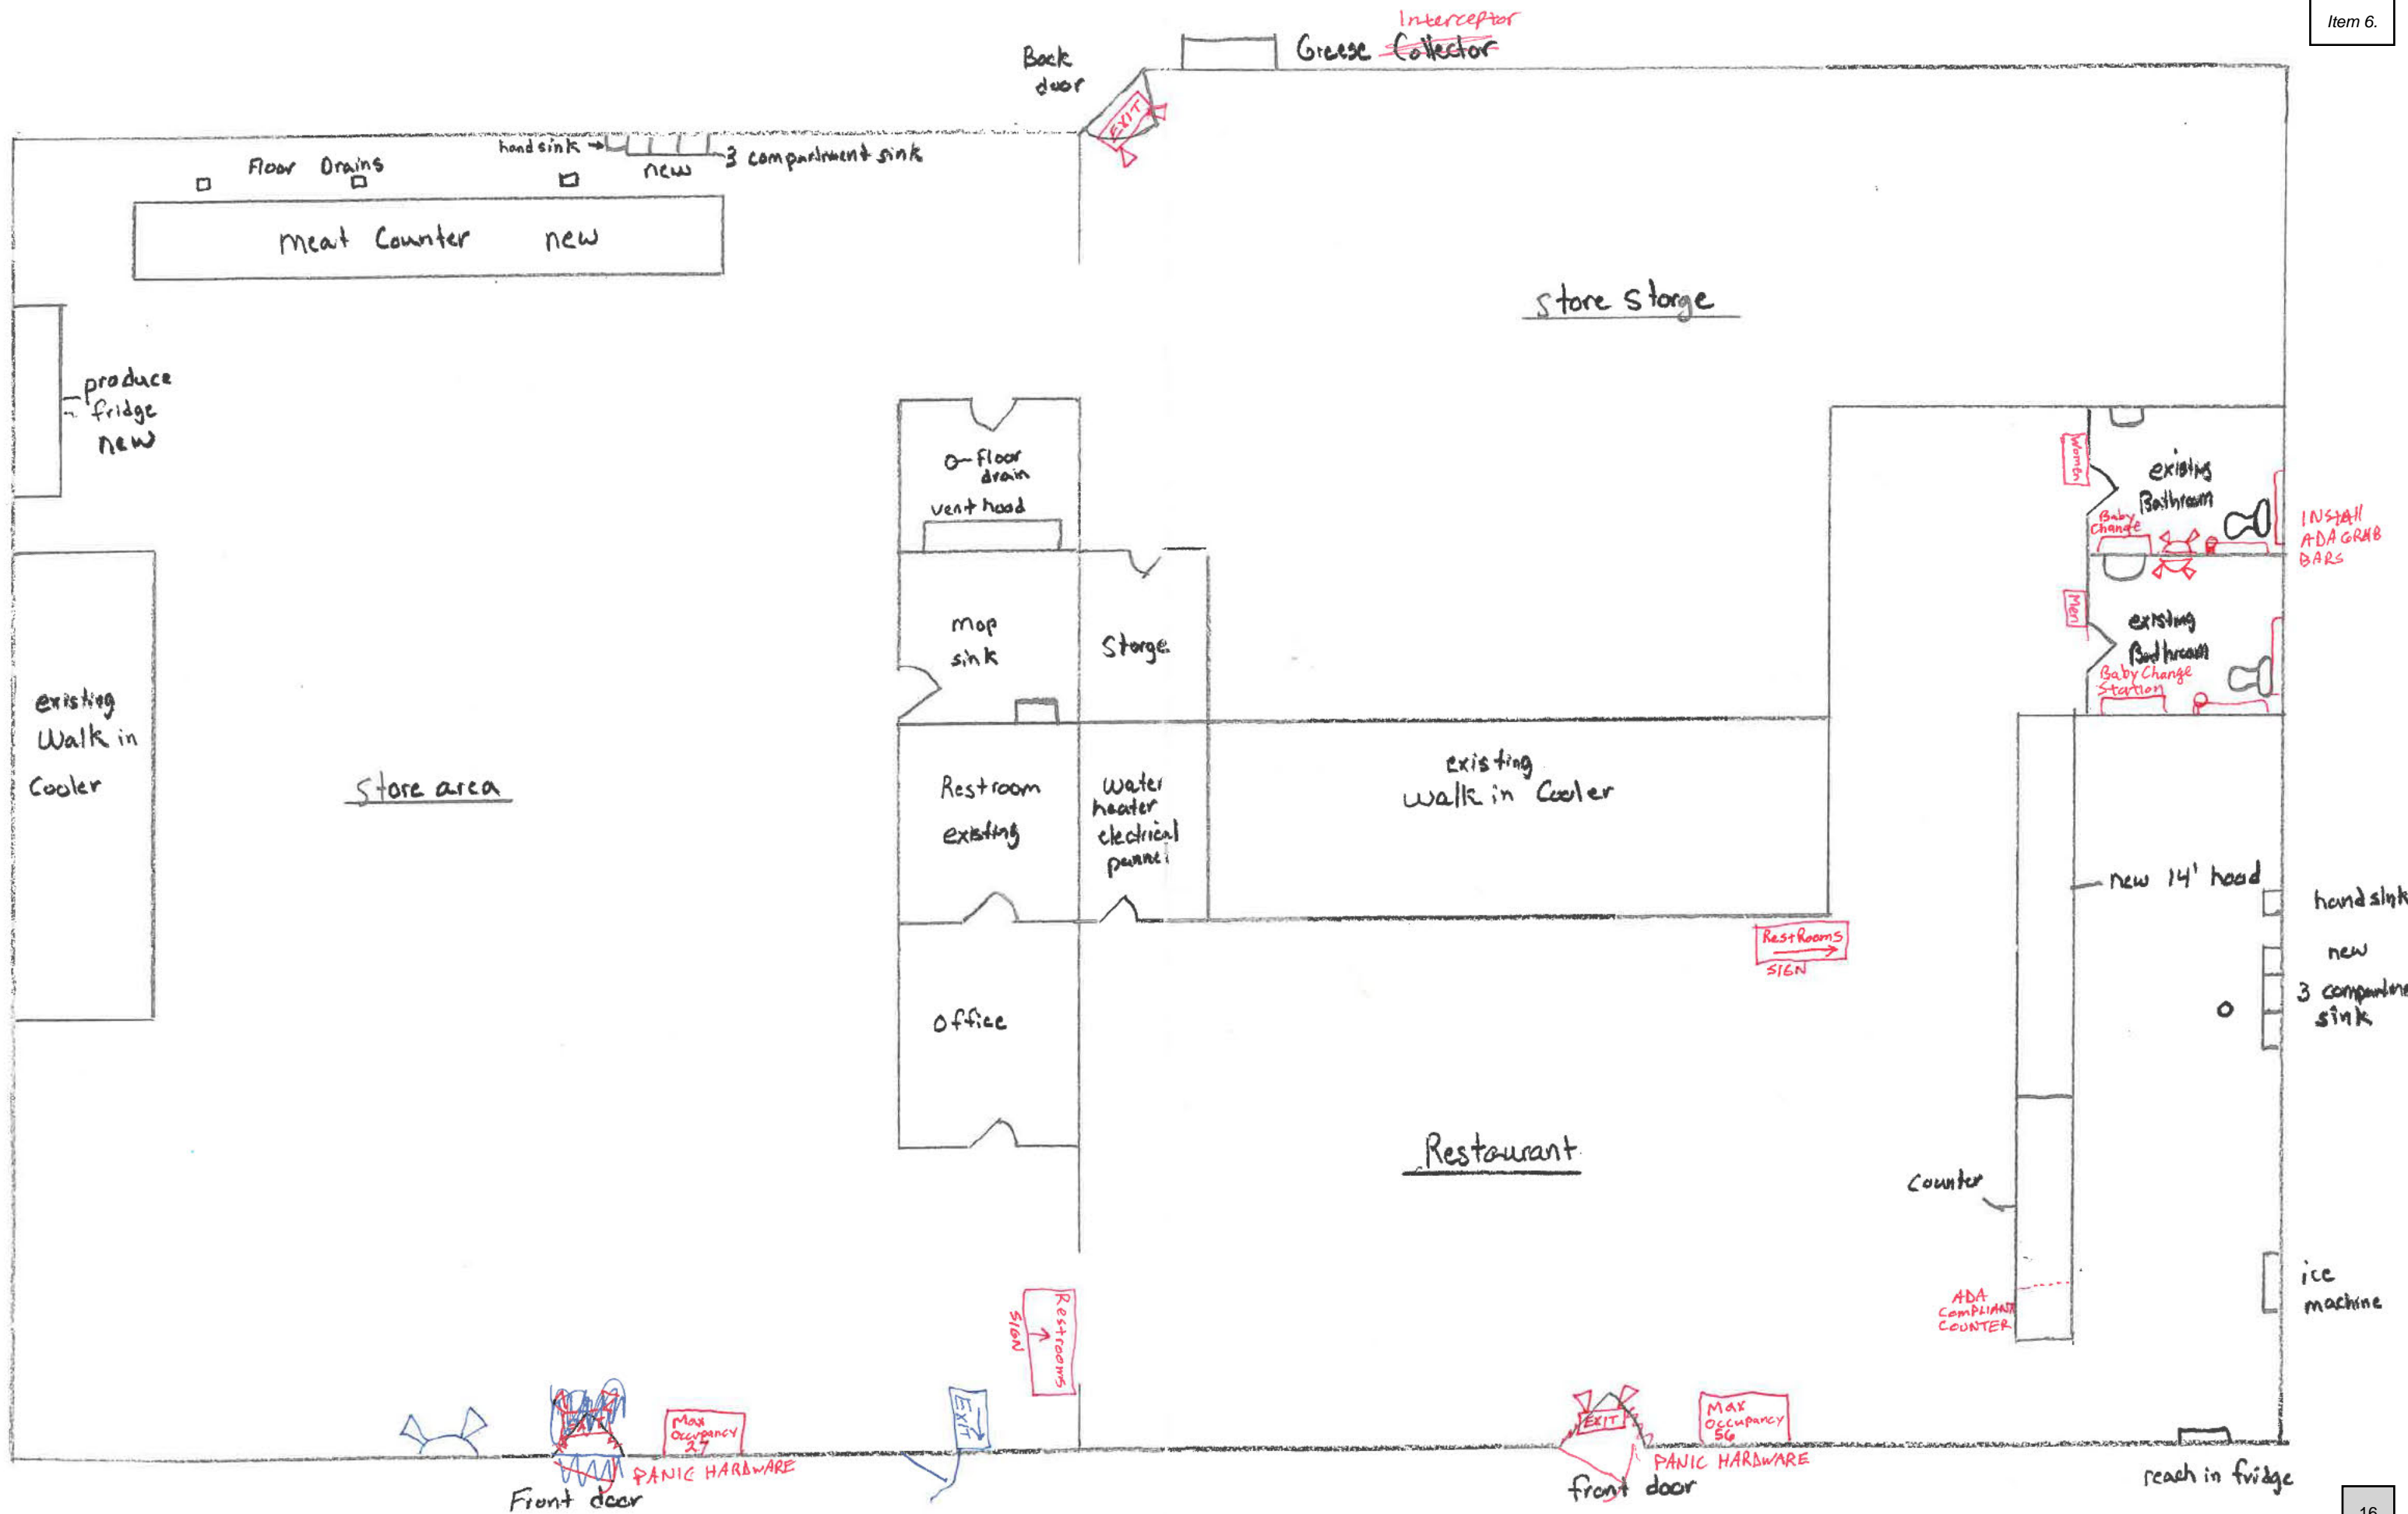 Item 6.
Interceptor
Grease Collector
Back
door
EXIT
hand sink
3 compartment sink
new
Floor Drains
meat Counter new
Store Storge
produce
fridge
new
floor
drain
vent hood
Women
existing
Bathroom
Baby
Change
INSTAll
ADA GRAB
BARS
mop
sink
Storge
Men
existing
Bathroom
Baby Change
Station
existing
Walk in
Cooler
Store area
Restroom
existing
water
heater
electrical
pannel
existing
walk in Cooler
new 14' hood
hand sink
RestRooms
SIGN
new
3 compartme
sink
office
Restaurant
Counter
ADA
COMPLIANT
COUNTER
ice
machine
Restrooms
SIGN
EXIT
Max
Occupancy
27
PANIC HARDWARE
Front door
EXIT
Max
Occupancy
56
PANIC HARDWARE
front door
reach in fridge
16